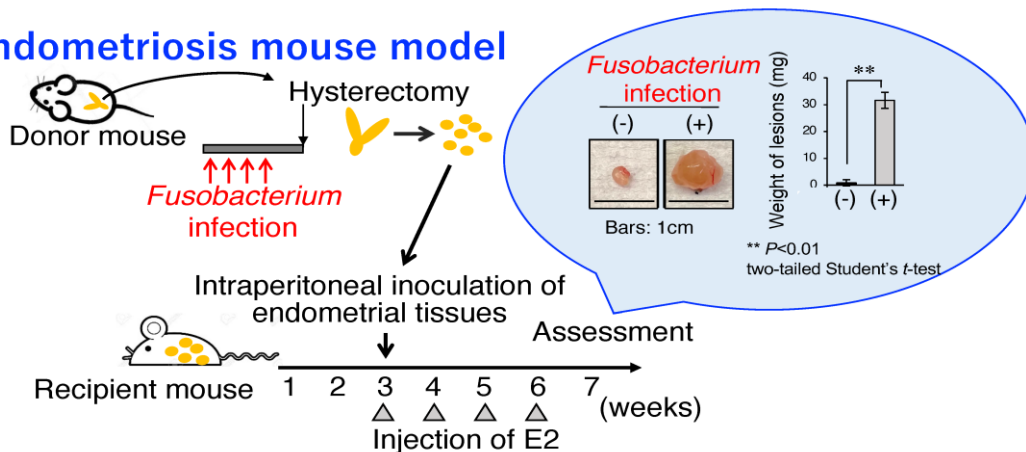 ndometriosis mouse model
Donor mouse
Hysterectomy
Fusobacterium
infection
Intraperitoneal inoculation of
endometrial tissues
Assessment
Recipient mouse
1 2 3 4 5 6 7
(weeks)
Injection of E2
Fusobacterium
infection
(-) (+)
Bars: 1cm
Weight of lesions (mg)
40
30
20
10
0
**
(-) (+)
** P<0.01
two-tailed Student's t-test